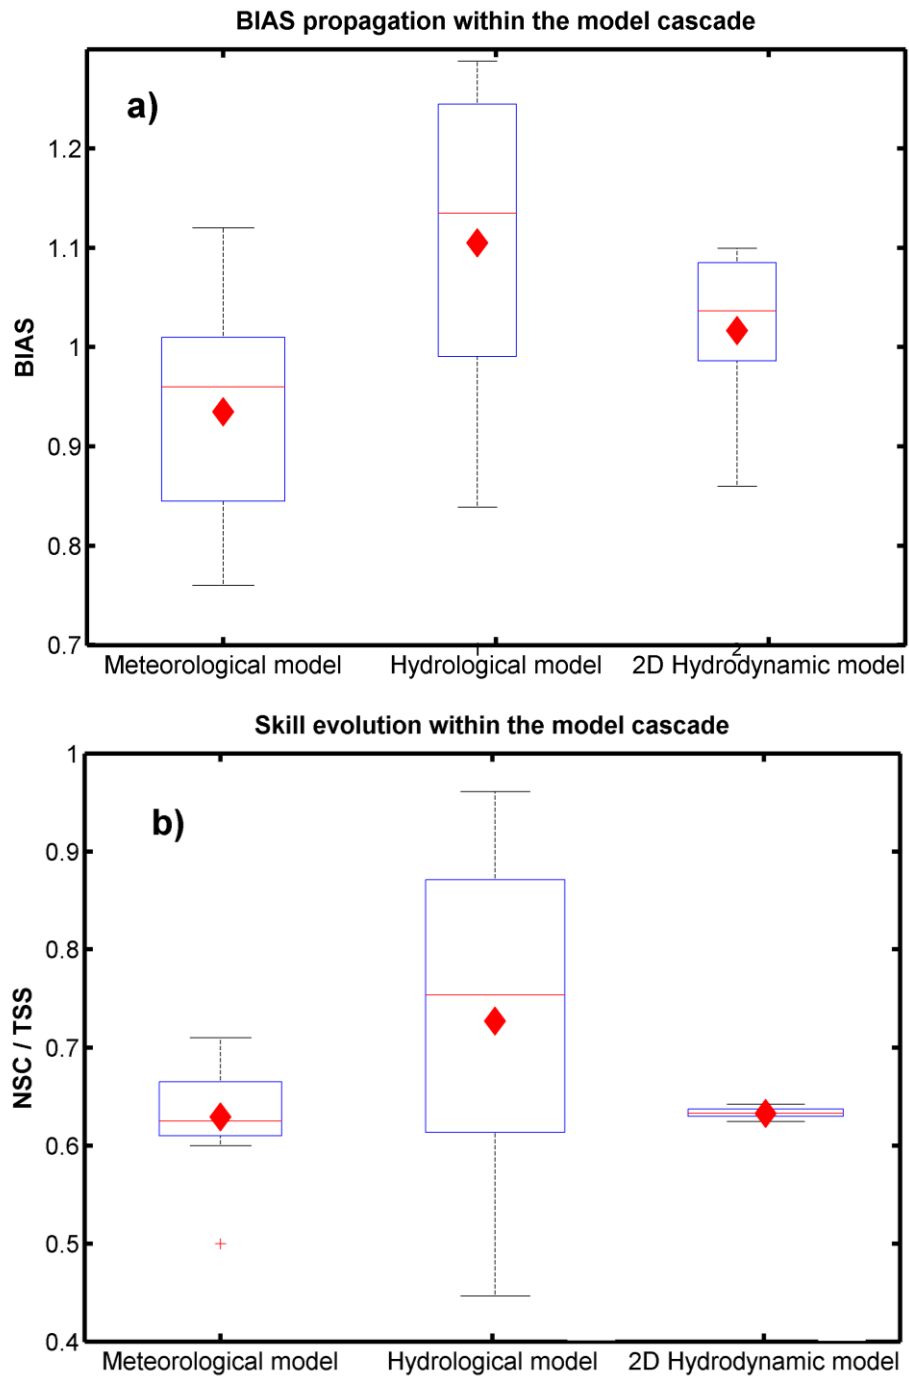 BIAS propagation within the model cascade
a)
1.2
1.1
1
0.9
0.8
0.7
BIAS
1 2
Meteorological model Hydrological model 2D Hydrodynamic model
Skill evolution within the model cascade
b)
1
0.9
0.8
0.7
0.6
0.5
0.4
NSC / TSS
Meteorological model Hydrological model 2D Hydrodynamic model